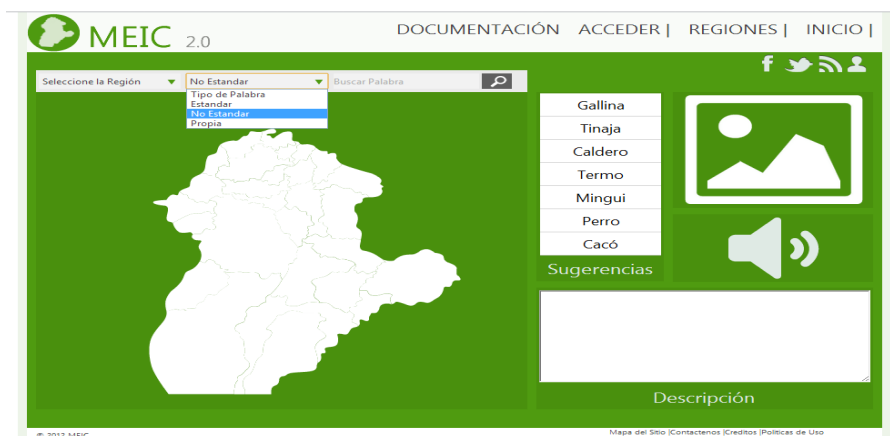 MEIC 2.0
DOCUMENTACIÓN ACCEDER | REGIONES | INICIO |
Seleccione la Región No Estandar Buscar Palabra
Tipo de Palabra
Estandar
No Estandar
Propia
Gallina
Tinaja
Caldero
Termo
Mingui
Perro
Cacó
Sugerencias
Descripción
MEIC
Mapa del Sitio |Contactenos |Creditos |Politicas de Uso